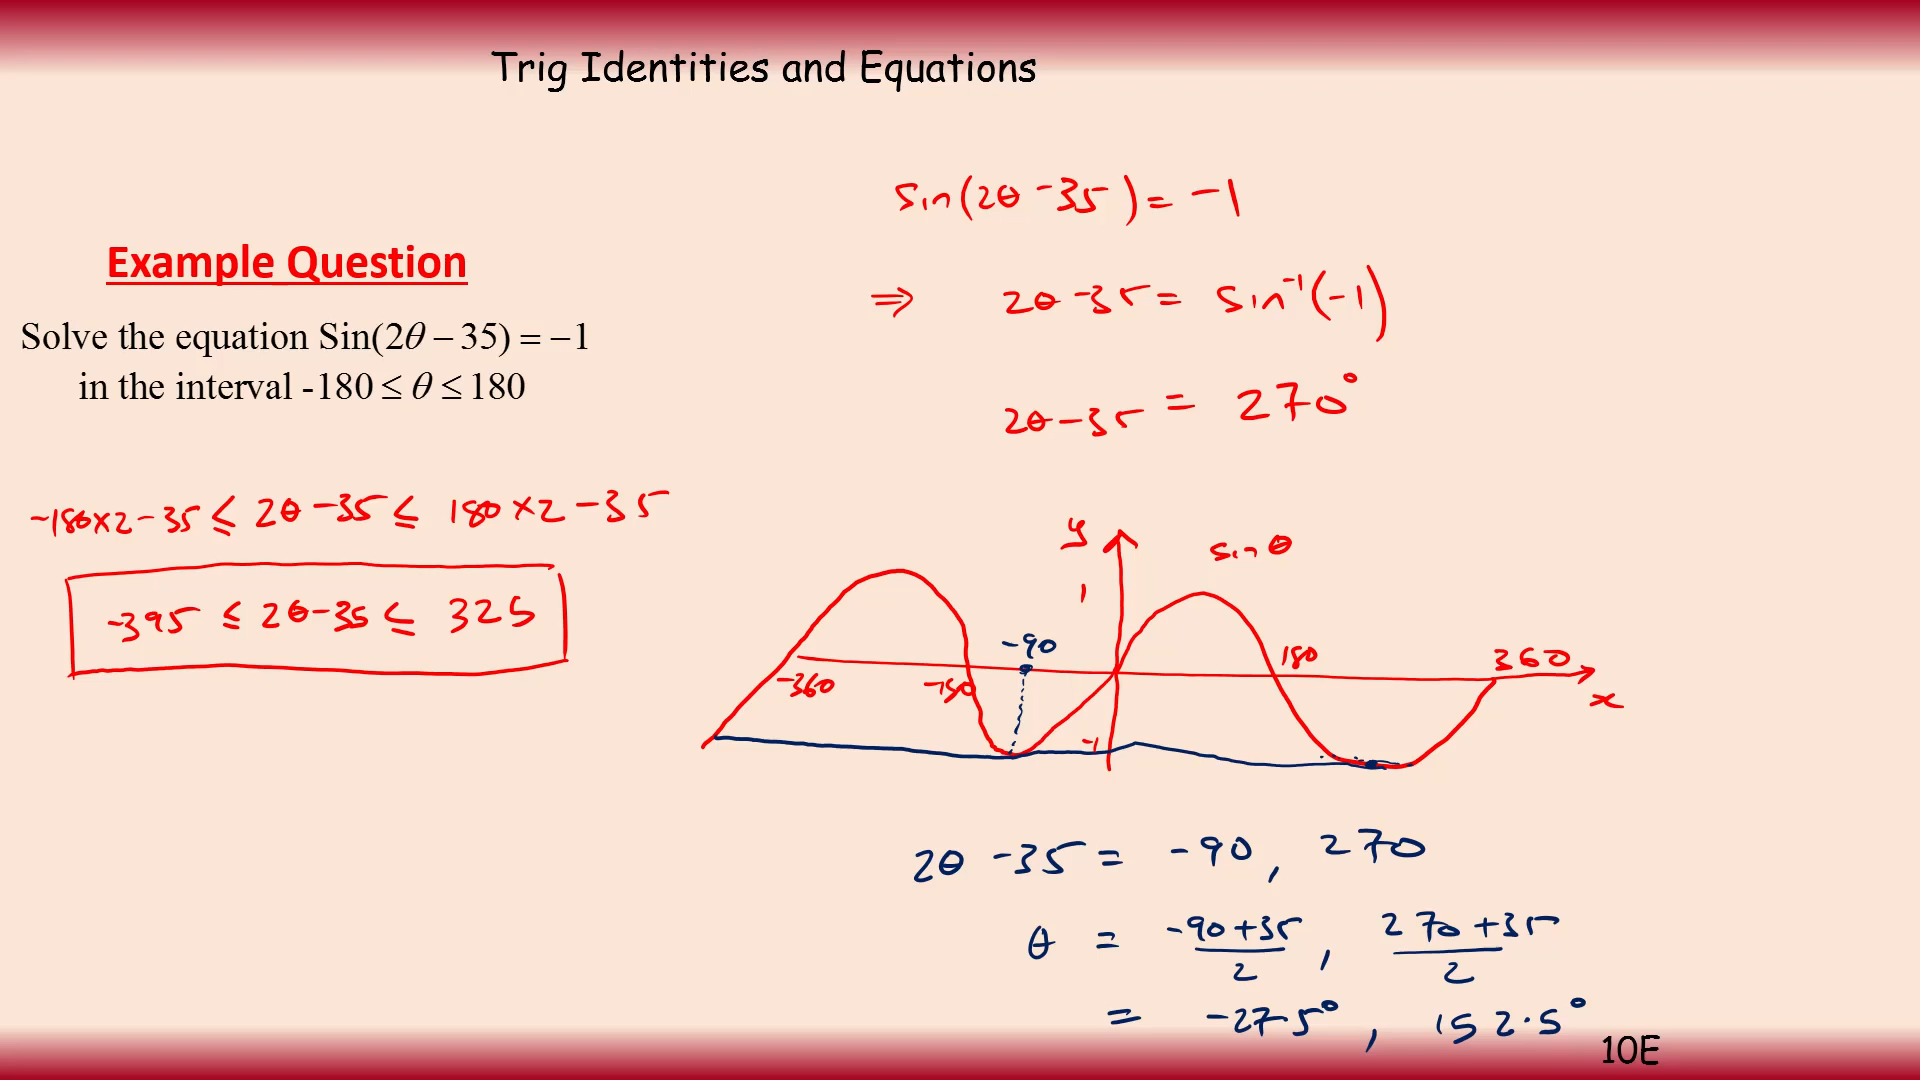 Trig Identities and Equations
Example Question
Solve the equation Sin(2θ − 35) = −1
in the interval -180 ≤ θ ≤ 180
-180×2-35 ≤ 2θ-35 ≤ 180×2-35
-395 ≤ 2θ-35 ≤ 325
sin(2θ-35) = -1
⇒ 2θ-35 = sin⁻¹(-1)
2θ-35 = 270°
y
sin θ
1
-90
180
360
-360
-180
x
-1
2θ-35 = -90, 270
θ = (-90+35)/2, (270+35)/2
= -27.5°, 152.5°
10E